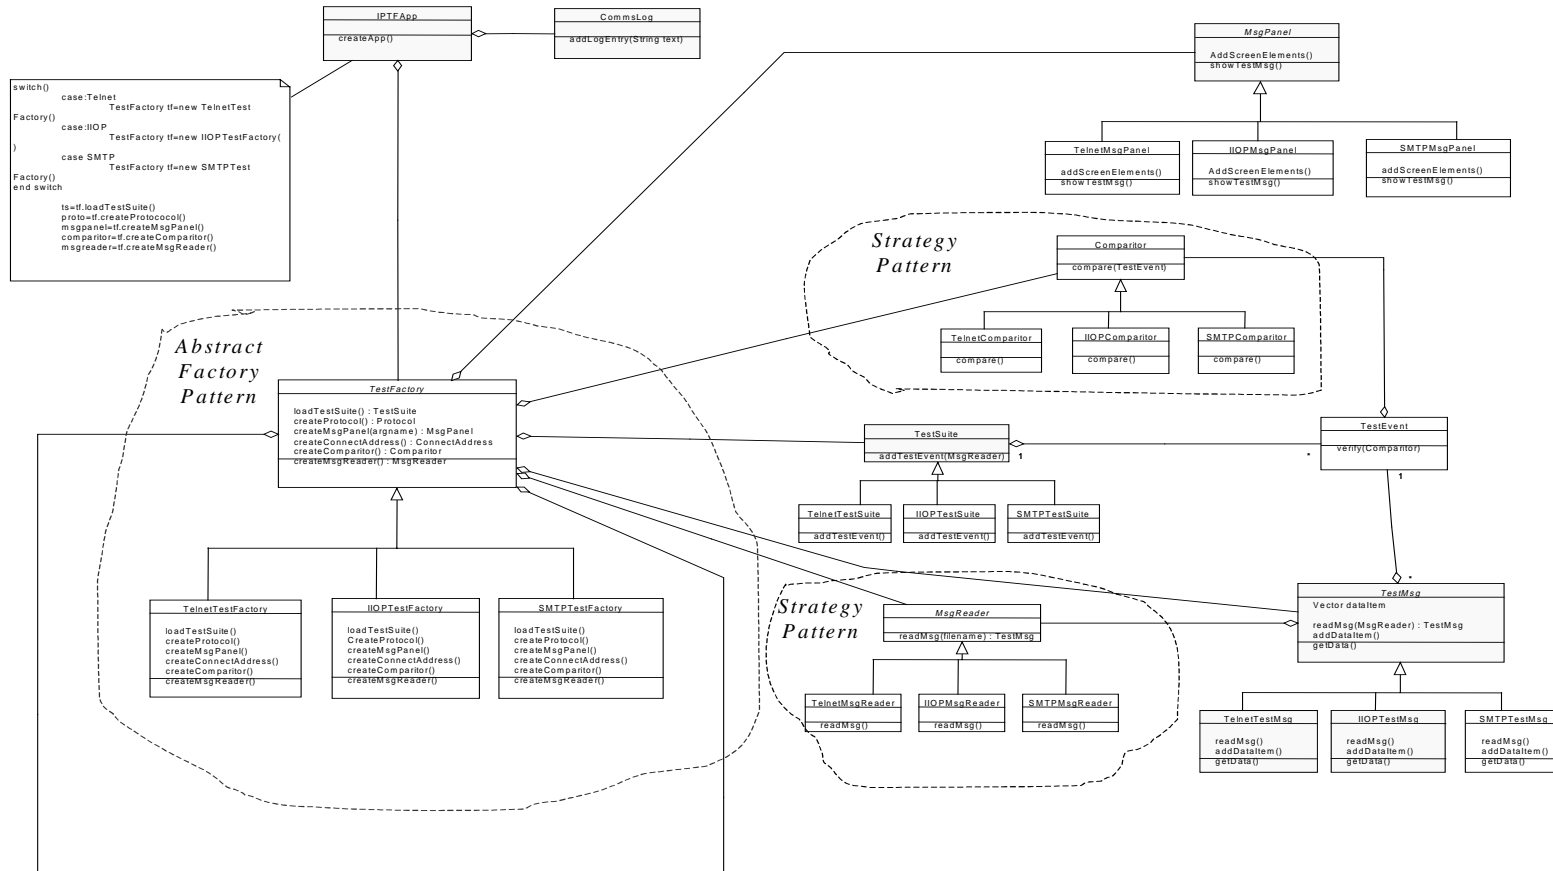 IPTFApp
createApp()
CommsLog
addLogEntry(String text)
MsgPanel
AddScreenElements()
showTestMsg()
switch()
case:Telnet
TestFactory tf=new TelnetTest
Factory()
case:IIOP
TestFactory tf=new IIOPTestFactory(
)
case SMTP
TestFactory tf=new SMTPTest
Factory()
end switch
ts=tf.loadTestSuite()
proto=tf.createProtococol()
msgpanel=tf.createMsgPanel()
comparitor=tf.createComparitor()
msgreader=tf.createMsgReader()
TelnetMsgPanel
addScreenElements()
showTestMsg()
IIOPMsgPanel
AddScreenElements()
showTestMsg()
SMTPMsgPanel
addScreenElements()
showTestMsg()
Strategy
Pattern
Comparitor
compare(TestEvent)
TelnetComparitor
compare()
IIOPComparitor
compare()
SMTPComparitor
compare()
Abstract
Factory
Pattern
TestFactory
loadTestSuite() : TestSuite
createProtocol() : Protocol
createMsgPanel(argname) : MsgPanel
createConnectAddress() : ConnectAddress
createComparitor() : Comparitor
createMsgReader() : MsgReader
TestSuite
addTestEvent(MsgReader)
1
*
TestEvent
verify(Comparitor)
1
TelnetTestSuite
addTestEvent()
IIOPTestSuite
addTestEvent()
SMTPTestSuite
addTestEvent()
*
TestMsg
Vector dataItem
readMsg(MsgReader) : TestMsg
addDataItem()
getData()
Strategy
Pattern
MsgReader
readMsg(filename) : TestMsg
TelnetTestFactory
loadTestSuite()
createProtocol()
createMsgPanel()
createConnectAddress()
createComparitor()
createMsgReader()
IIOPTestFactory
loadTestSuite()
CreateProtocol()
createMsgPanel()
createConnectAddress()
createComparitor()
createMsgReader()
SMTPTestFactory
loadTestSuite()
createProtocol()
createMsgPanel()
createConnectAddress()
createComparitor()
createMsgReader()
TelnetMsgReader
readMsg()
IIOPMsgReader
readMsg()
SMTPMsgReader
readMsg()
TelnetTestMsg
readMsg()
addDataItem()
getData()
IIOPTestMsg
readMsg()
addDataItem()
getData()
SMTPTestMsg
readMsg()
addDataItem()
getData()